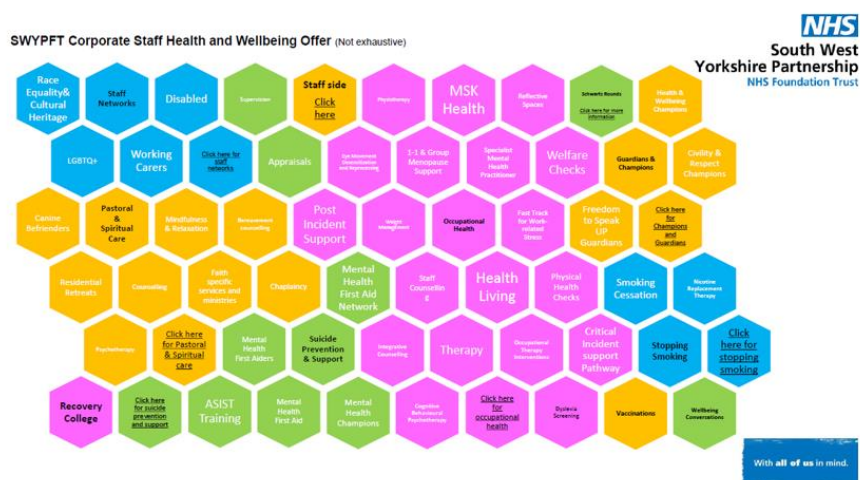 SWYPFT Corporate Staff Health and Wellbeing Offer (Not exhaustive)
NHS
South West
Yorkshire Partnership
NHS Foundation Trust
Race
Equality&
Cultural
Heritage
Staff
Networks
Disabled
Supervision
Staff side
Click
here
Psychotherapy
MSK
Health
Reflective
Spaces
Schwartz Rounds
Click here for more
information
Health &
Wellbeing
Champions
LGBTQ+
Working
Carers
Click here for
staff
networks
Appraisals
Eye Movement
Desensitization
and Reprocessing
1-1 & Group
Menopause
Support
Specialist
Mental
Health
Practitioner
Welfare
Checks
Guardians &
Champions
Civility &
Respect
Champions
Canine
Befrienders
Pastoral
&
Spiritual
Care
Mindfulness
& Relaxation
Bereavement
counselling
Post
Incident
Support
Weight
Management
Occupational
Health
Fast Track
for Work-
related
Stress
Freedom
to Speak
UP
Guardians
Click here
for
Champions
and
Guardians
Residential
Retreats
Counseling
Faith
specific
services and
ministries
Chaplaincy
Mental
Health
First Aid
Network
Staff
Counsellin
g
Health
Living
Physical
Health
Checks
Smoking
Cessation
Nicotine
Replacement
Therapy
Psychotherapy
Click here
for Pastoral
& Spiritual
care
Mental
Health
First Aiders
Suicide
Prevention
& Support
Integrative
Counselling
Therapy
Occupational
Therapy
Interventions
Critical
Incident
support
Pathway
Stopping
Smoking
Click
here for
stopping
smoking
Recovery
College
Click here
for suicide
prevention
and support
ASIST
Training
Mental
Health
First Aid
Mental
Health
Champions
Cognitive
Behavioural
Psychotherapy
Click here
for
occupational
health
Dyslexia
Screening
Vaccinations
Wellbeing
Conversations
With all of us in mind.